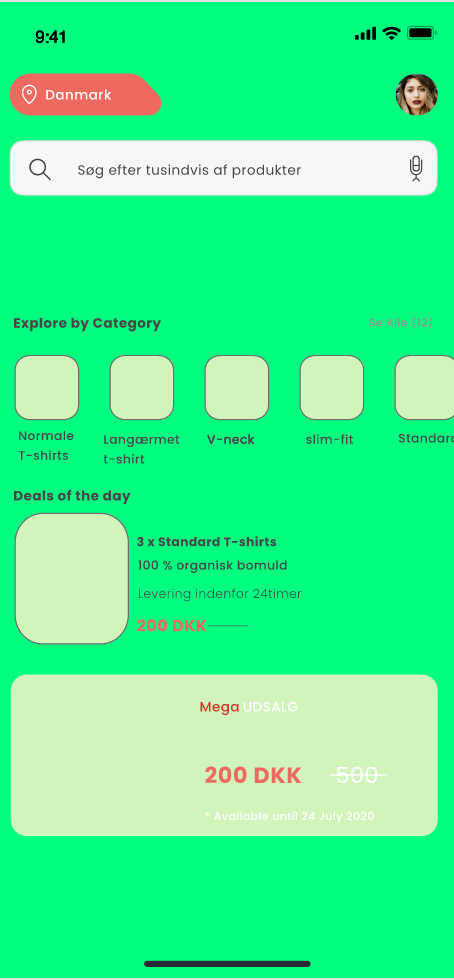 9:41
Danmark
Søg efter tusindvis af produkter
Explore by Category
Se Alle (12)
Normale
T-shirts
Langærmet
t-shirt
V-neck
slim-fit
Standard
Deals of the day
3 x Standard T-shirts
100 % organisk bomuld
Levering indenfor 24timer
200 DKK
Mega UDSALG
200 DKK 500
* Available until 24 July 2020